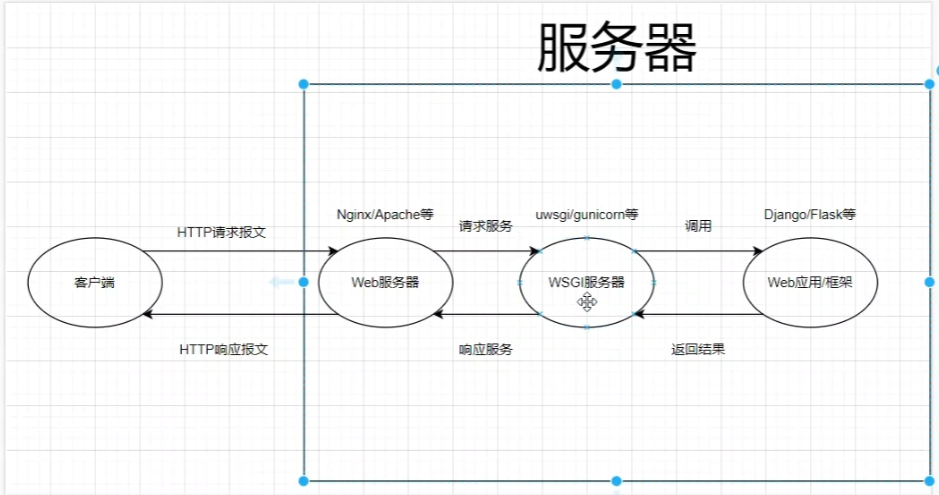 服务器
Nginx/Apache等
uwsgi/gunicorn等
Django/Flask等
HTTP请求报文
请求服务
调用
客户端
Web服务器
WSGI服务器
Web应用/框架
HTTP响应报文
响应服务
返回结果